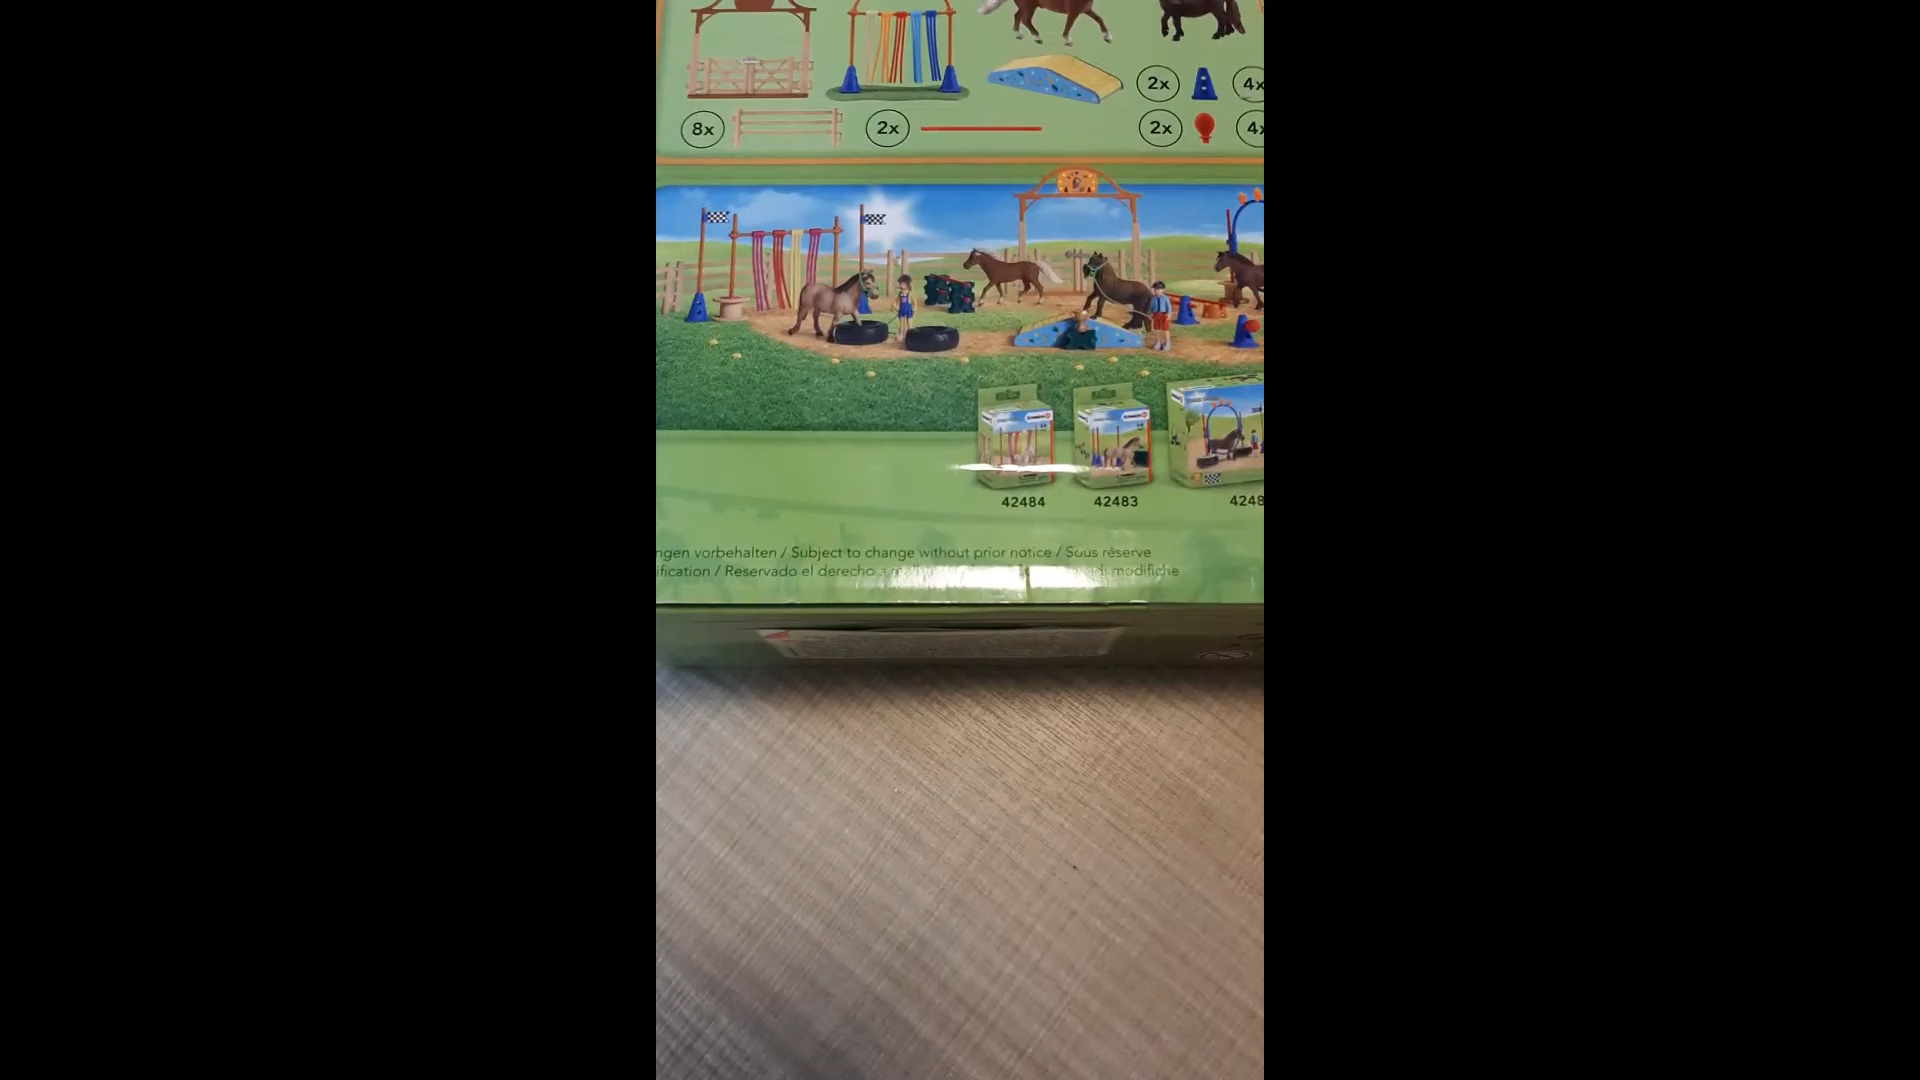 2x
4x
8x
2x
2x
4x
42484
42483
4248
ngen vorbehalten / Subject to change without prior notice / Sous réserve
ification / Reservado el derecho a modifiche